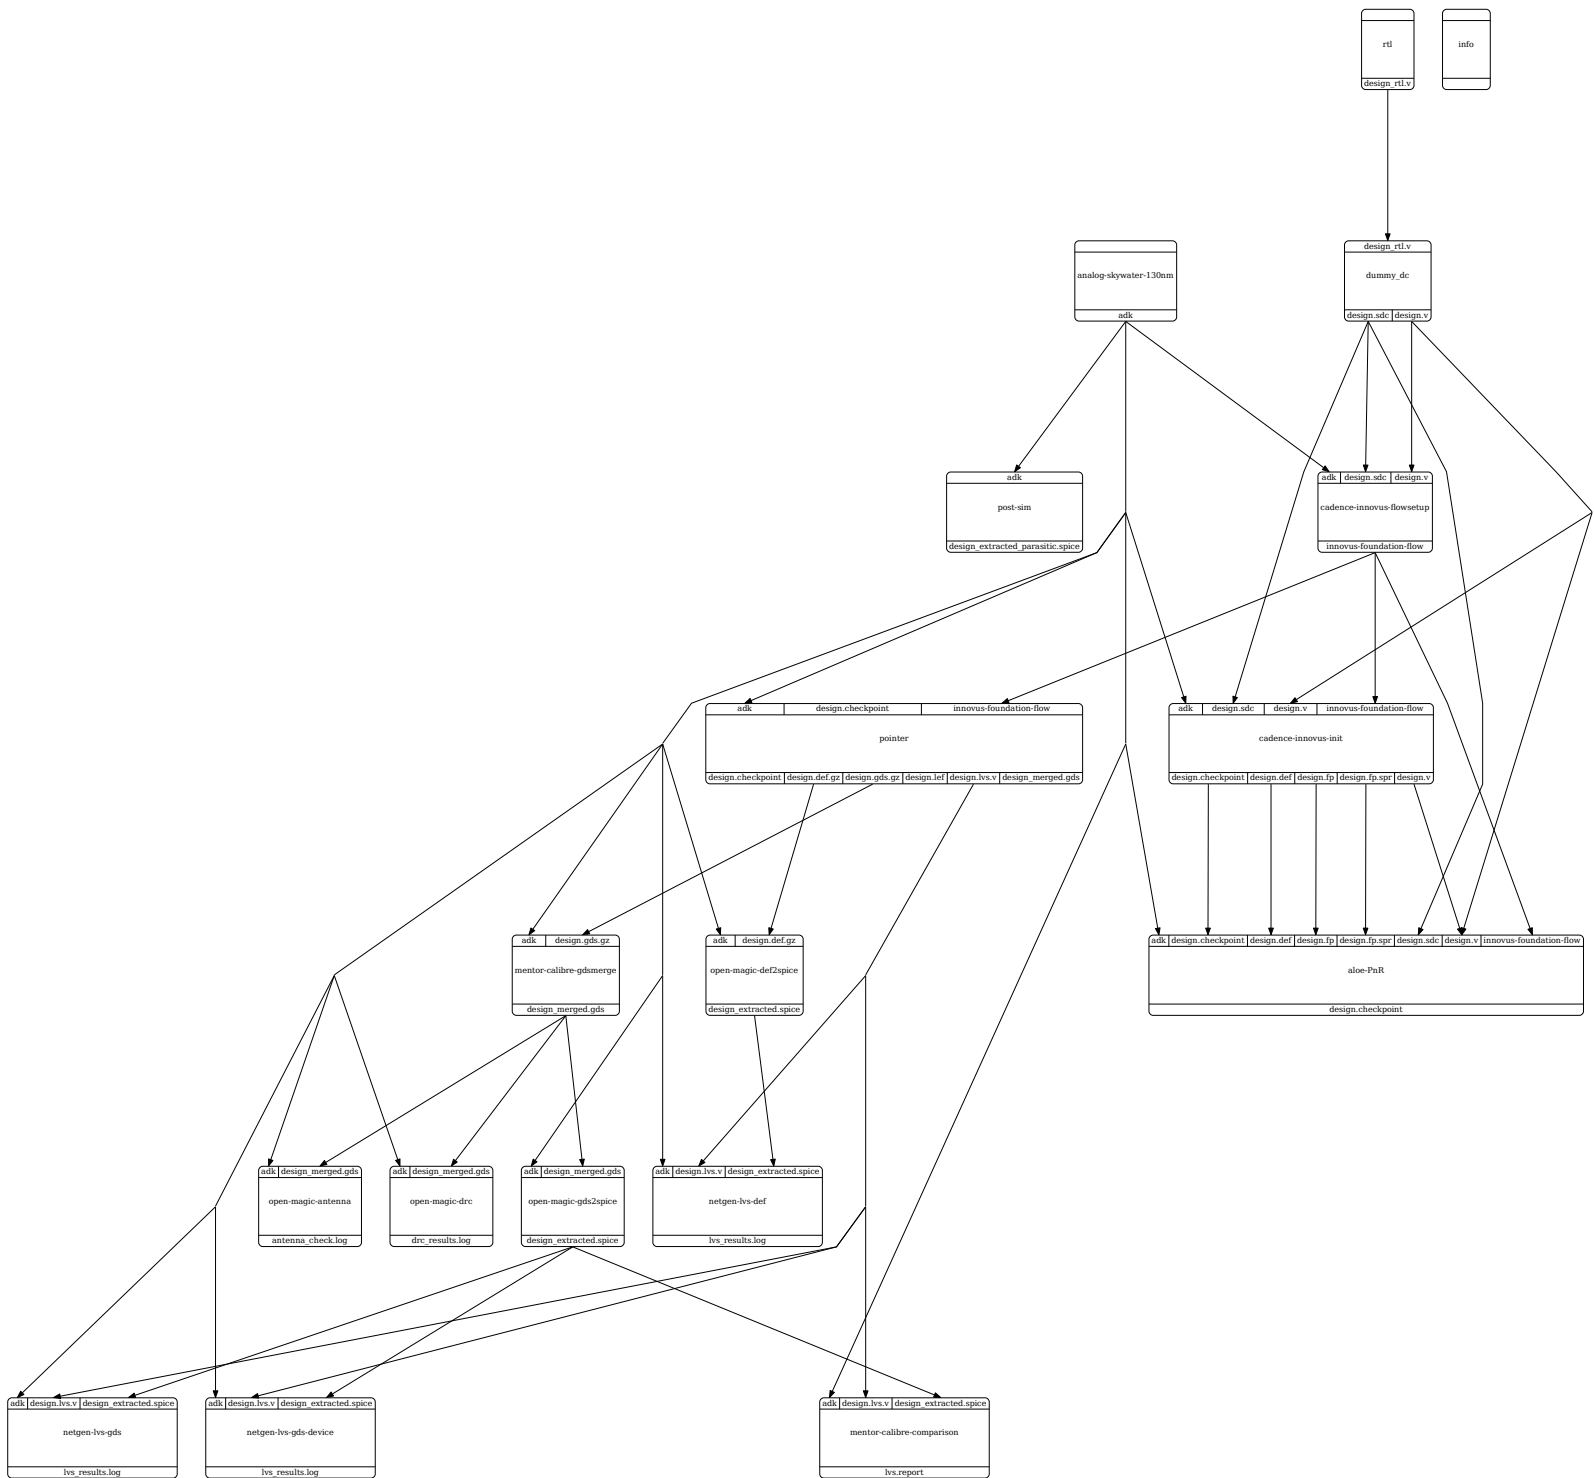 rtl
design_rtl.v
info
analog-skywater-130nm
adk
design_rtl.v
dummy_dc
design.sdc design.v
adk
post-sim
design_extracted_parasitic.spice
adk design.sdc design.v
cadence-innovus-flowsetup
innovus-foundation-flow
adk design.checkpoint innovus-foundation-flow
pointer
design.checkpoint design.def.gz design.gds.gz design.lef design.lvs.v design_merged.gds
adk design.sdc design.v innovus-foundation-flow
cadence-innovus-init
design.checkpoint design.def design.fp design.fp.spr design.v
adk design.gds.gz
mentor-calibre-gdsmerge
design_merged.gds
adk design.def.gz
open-magic-def2spice
design_extracted.spice
adk design.checkpoint design.def design.fp design.fp.spr design.sdc design.v innovus-foundation-flow
aloe-PnR
design.checkpoint
adk design_merged.gds
open-magic-antenna
antenna_check.log
adk design_merged.gds
open-magic-drc
drc_results.log
adk design_merged.gds
open-magic-gds2spice
design_extracted.spice
adk design.lvs.v design_extracted.spice
netgen-lvs-def
lvs_results.log
adk design.lvs.v design_extracted.spice
netgen-lvs-gds
lvs_results.log
adk design.lvs.v design_extracted.spice
netgen-lvs-gds-device
lvs_results.log
adk design.lvs.v design_extracted.spice
mentor-calibre-comparison
lvs.report